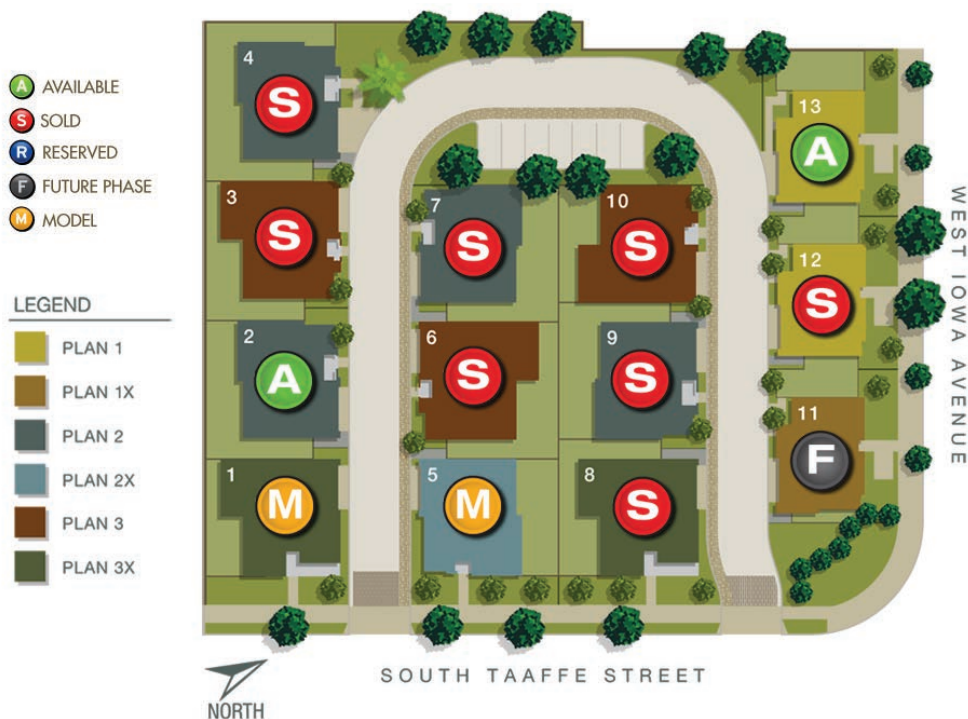 A AVAILABLE
S SOLD
R RESERVED
F FUTURE PHASE
M MODEL
LEGEND
PLAN 1
PLAN 1X
PLAN 2
PLAN 2X
PLAN 3
PLAN 3X
4
S
3
S
2
A
1
M
7
S
6
S
5
M
10
S
9
S
8
S
13
A
12
S
11
F
WEST IOWA AVENUE
SOUTH TAAFFE STREET
NORTH